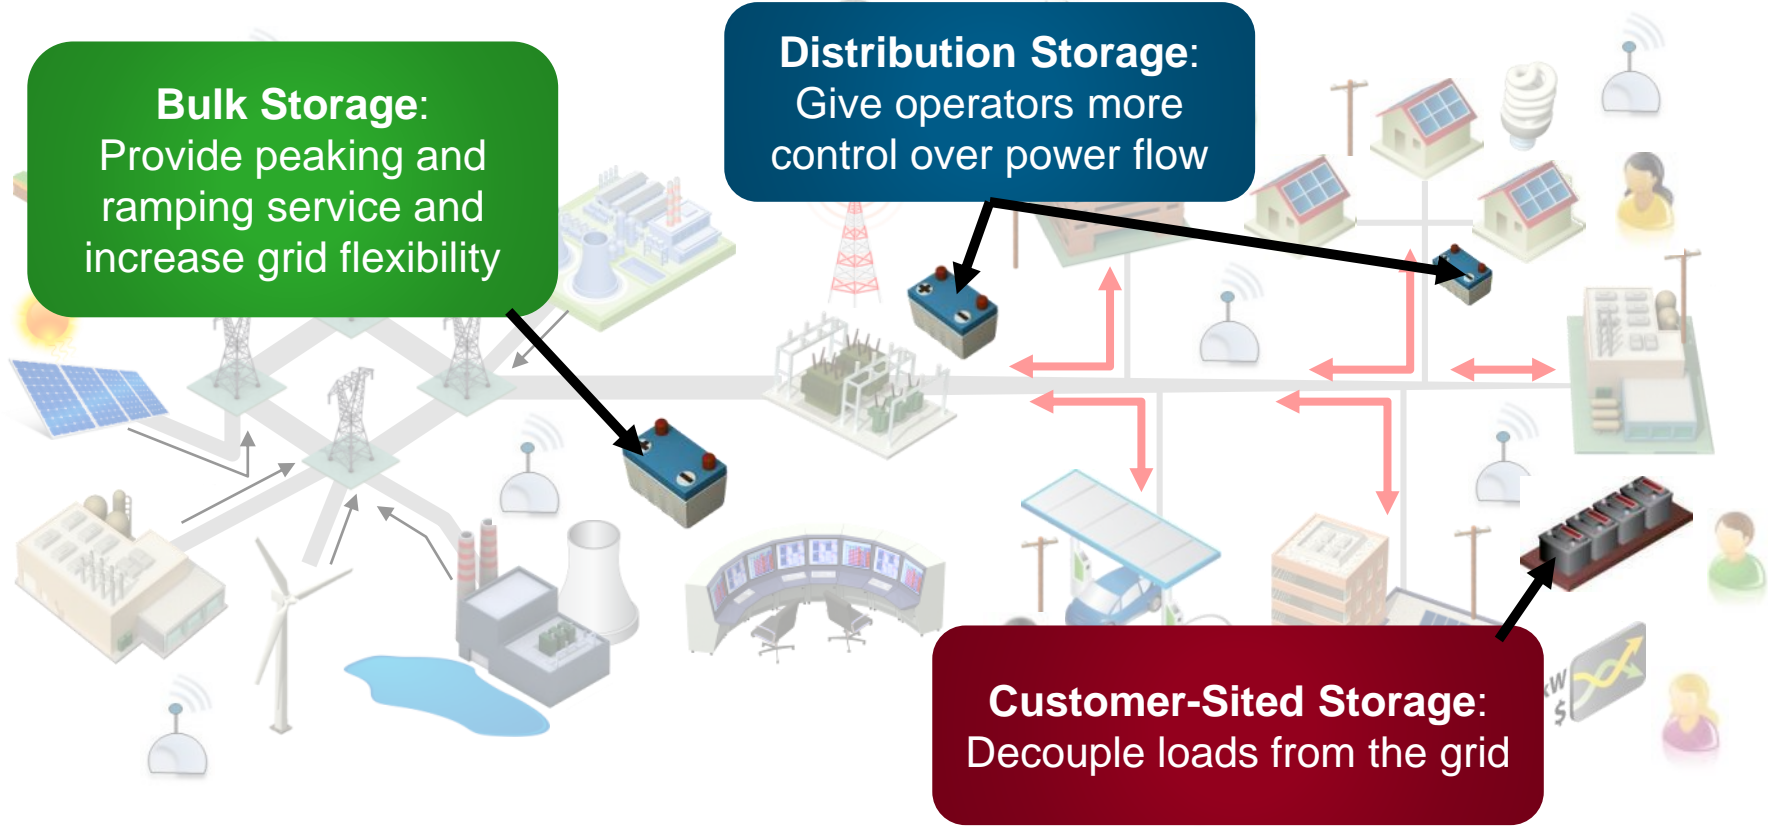 Bulk Storage:
Provide peaking and
ramping service and
increase grid flexibility
Distribution Storage:
Give operators more
control over power flow
Customer-Sited Storage:
Decouple loads from the grid
kW
$